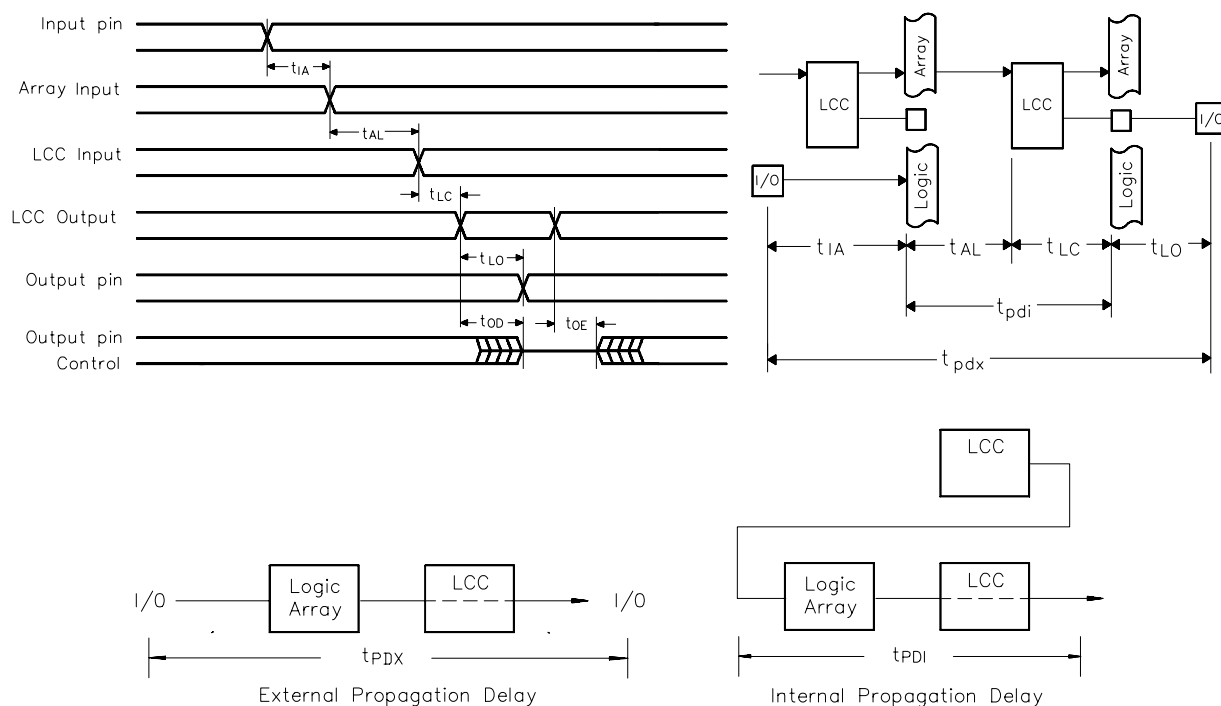 Input pin
tIA
Array Input
tAL
LCC Input
tLC
LCC Output
tLO
Output pin
tOD
tOE
Output pin
Control
LCC
Array
LCC
Array
I/O
I/O
Logic
Logic
tIA
tAL
tLC
tLO
tpdi
tpdx
I/O
Logic
Array
LCC
I/O
tPDX
External Propagation Delay
LCC
Logic
Array
LCC
tPDI
Internal Propagation Delay